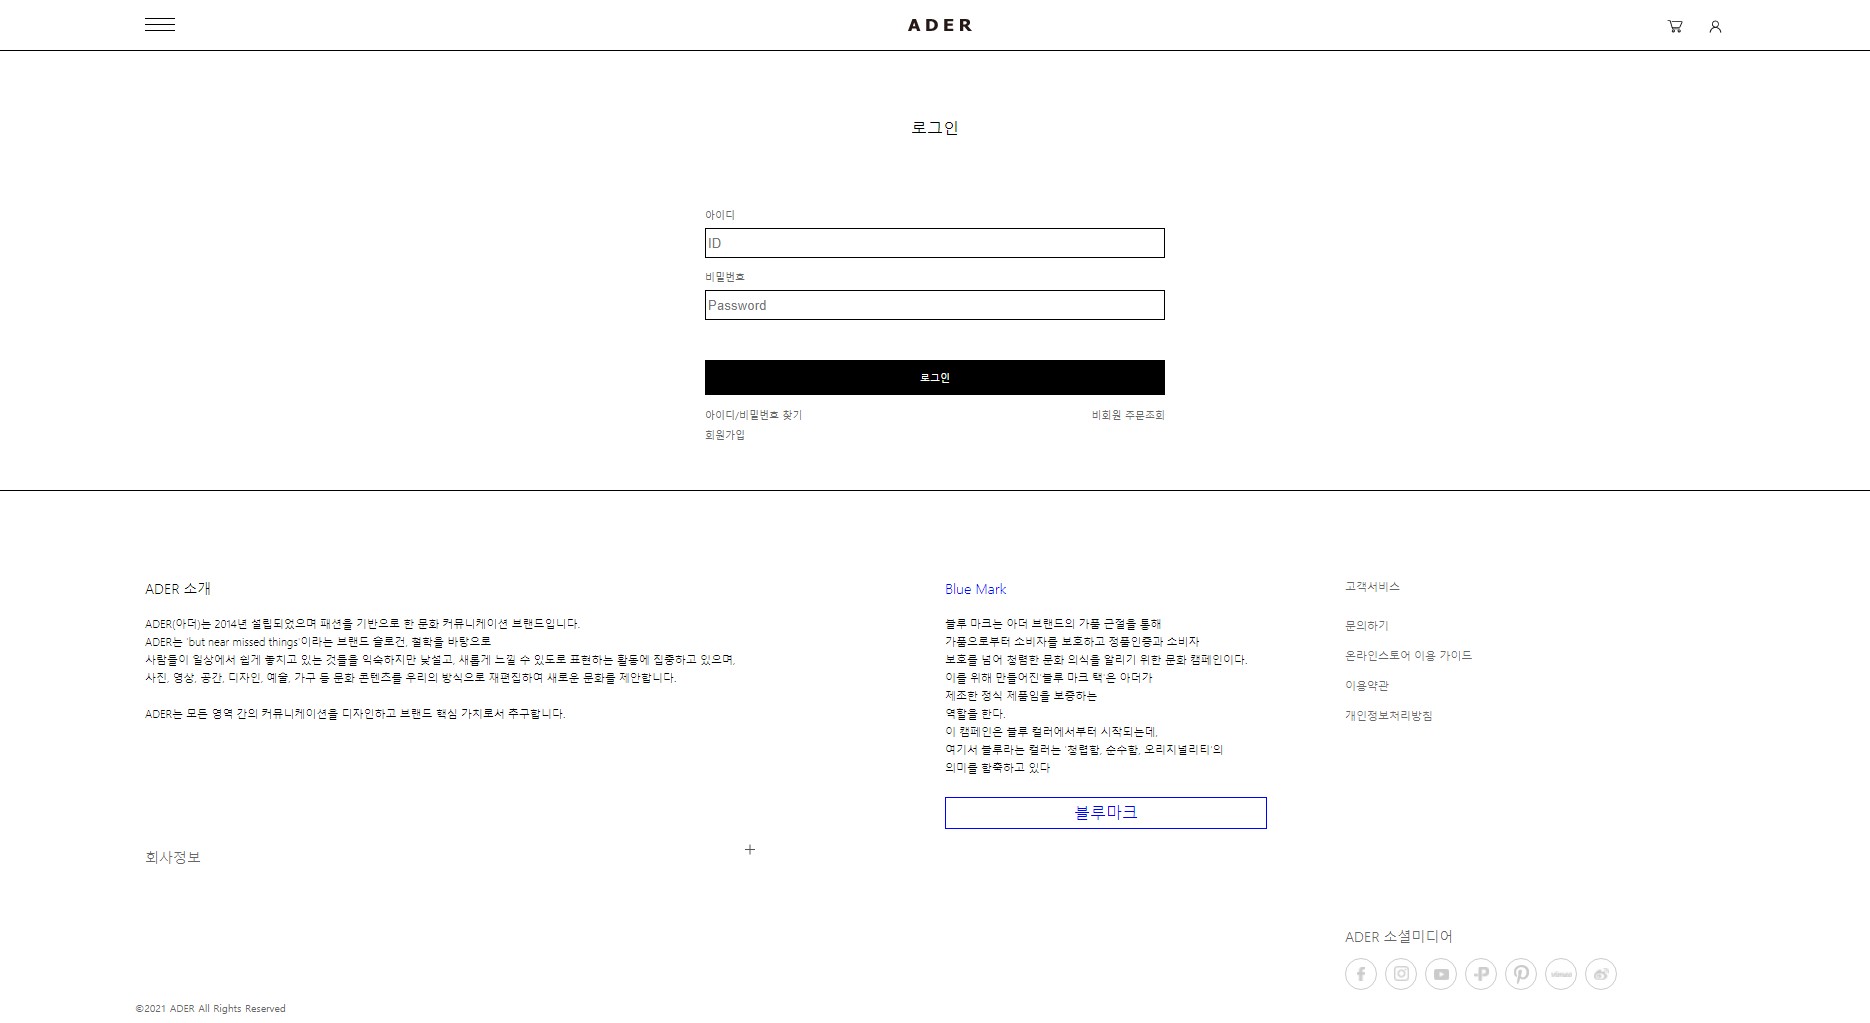 ADER
로그인
아이디
ID
비밀번호
Password
로그인
아이디/비밀번호 찾기
비회원 주문조회
회원가입
ADER 소개
ADER(아더)는 2014년 설립되었으며 패션을 기반으로 한 문화 커뮤니케이션 브랜드입니다.
ADER는 'but near missed things'이라는 브랜드 슬로건, 철학을 바탕으로
사람들이 일상에서 쉽게 놓치고 있는 것들을 익숙하지만 낯설고, 새롭게 느낄 수 있도로 표현하는 활동에 집중하고 있으며,
사진, 영상, 공간, 디자인, 예술, 가구 등 문화 콘텐즈를 우리의 방식으로 재편집하여 새로운 문화를 제안합니다.
ADER는 모든 영역 간의 커뮤니케이션을 디자인하고 브랜드 핵심 가치로서 추구합니다.
회사정보
Blue Mark
블루 마크는 아더 브랜드의 가품 근절을 통해
가품으로부터 소비자를 보호하고 정품인증과 소비자
보호를 넘어 청렴한 문화 의식을 알리기 위한 문화 캠페인이다.
이를 위해 만들어진'블루 마크 택'은 아더가
제조한 정식 제품임을 보증하는
역할을 한다.
이 캠페인은 블루 컬러에서부터 시작되는데,
여기서 블루라는 컬러는 '청렴함, 순수함, 오리지널리티'의
의미를 함축하고 있다
블루마크
고객서비스
문의하기
온라인스토어 이용 가이드
이용약관
개인정보처리방침
ADER 소셜미디어
©2021 ADER All Rights Reserved